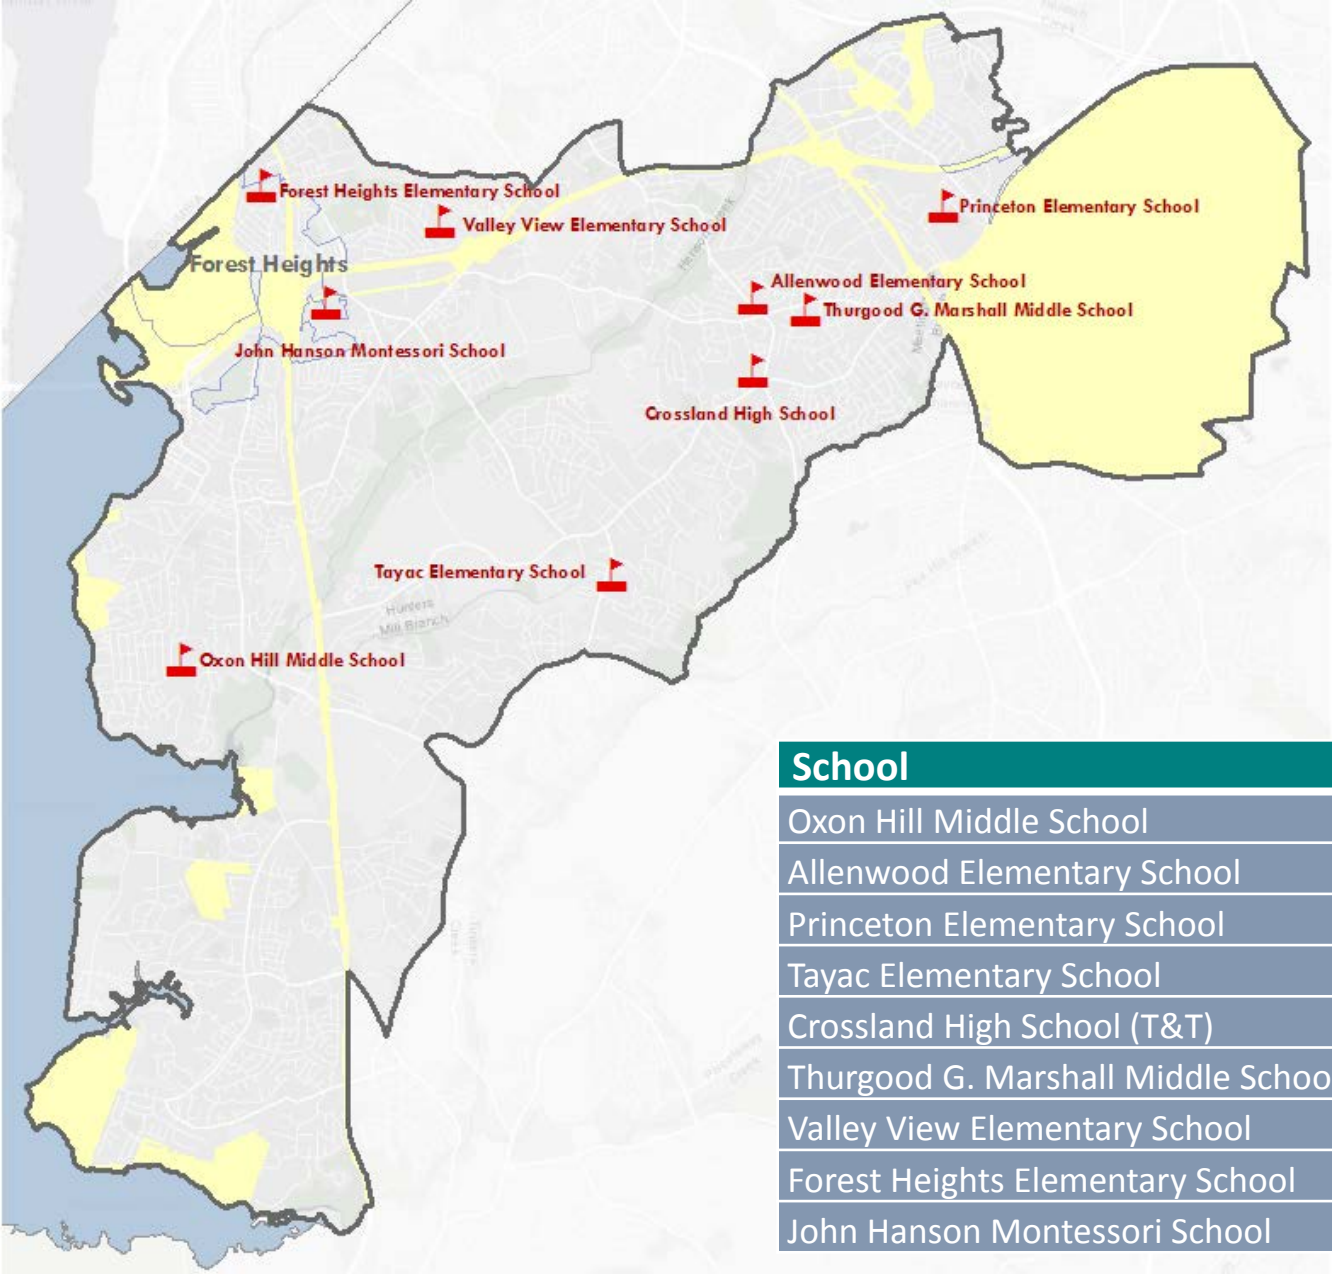 Forest Heights Elementary School
Valley View Elementary School
Princeton Elementary School
Forest Heights
Allenwood Elementary School
Thurgood G. Marshall Middle School
John Hanson Montessori School
Crossland High School
Tayac Elementary School
Hunters
Mill Branch
Oxon Hill Middle School
School
Oxon Hill Middle School
Allenwood Elementary School
Princeton Elementary School
Tayac Elementary School
Crossland High School (T&T)
Thurgood G. Marshall Middle Schoo
Valley View Elementary School
Forest Heights Elementary School
John Hanson Montessori School